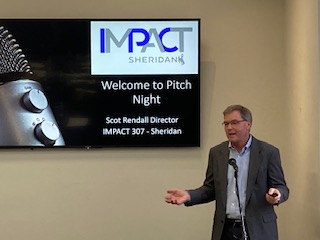 IMPACT
SHERIDAN
Welcome to Pitch
Night
Scot Rendall Director
IMPACT 307 - Sheridan